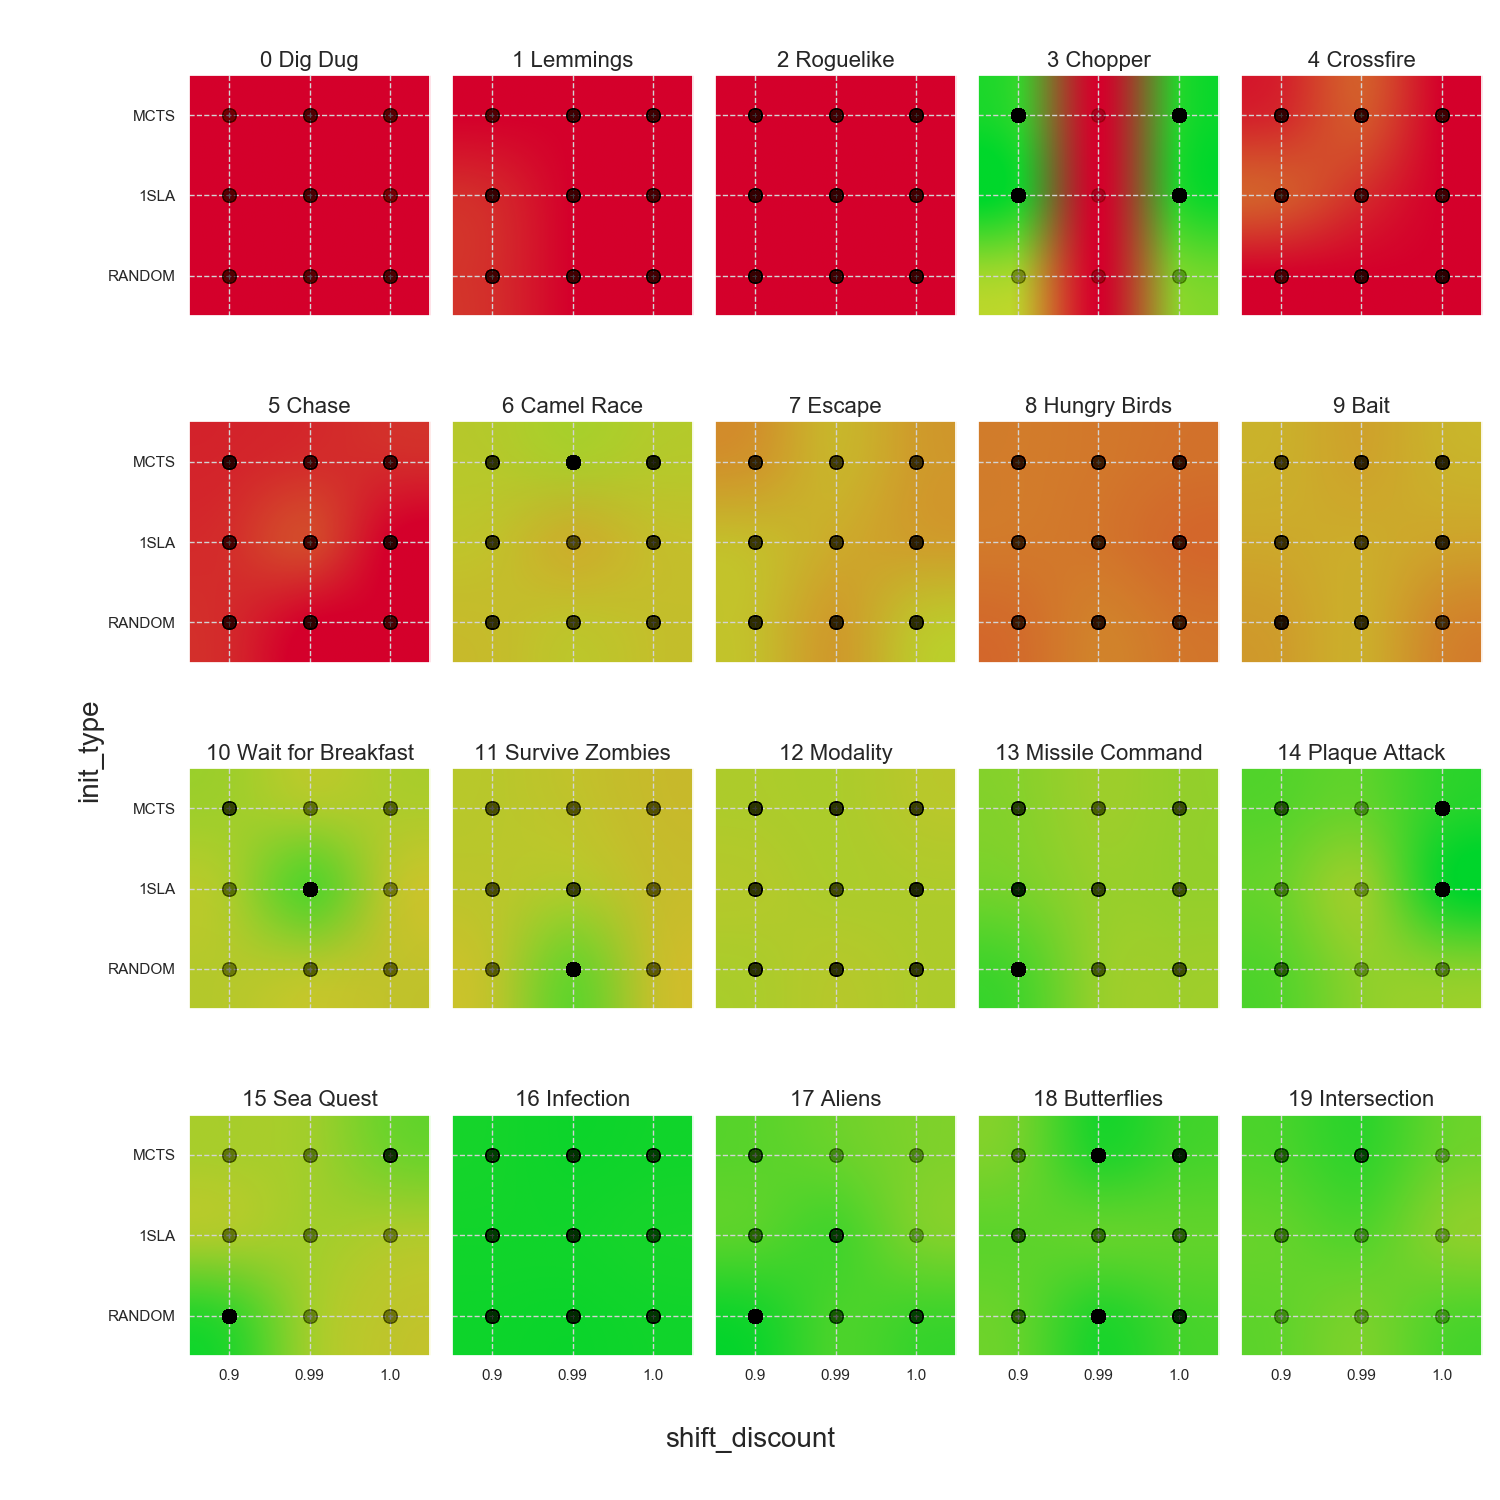 0 Dig Dug
1 Lemmings
2 Roguelike
3 Chopper
4 Crossfire
MCTS
1SLA
RANDOM
5 Chase
6 Camel Race
7 Escape
8 Hungry Birds
9 Bait
MCTS
1SLA
RANDOM
init_type
10 Wait for Breakfast
11 Survive Zombies
12 Modality
13 Missile Command
14 Plaque Attack
MCTS
1SLA
RANDOM
15 Sea Quest
16 Infection
17 Aliens
18 Butterflies
19 Intersection
MCTS
1SLA
RANDOM
0.9 0.99 1.0
0.9 0.99 1.0
0.9 0.99 1.0
0.9 0.99 1.0
0.9 0.99 1.0
shift_discount